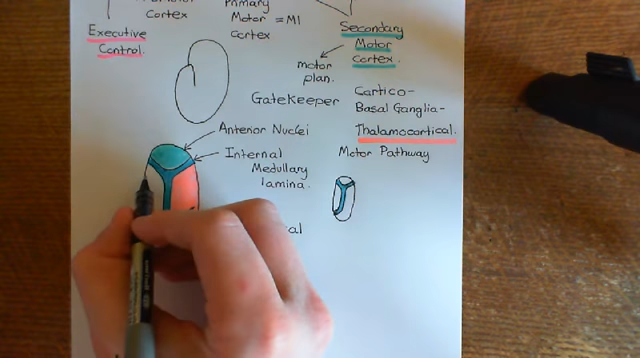 Cortex
Executive
Control.
Primary
Motor = M1
Cortex
Secondary
Motor
Cortex.
motor
plan.
Gatekeeper
Cortico-
Basal Ganglia-
Thalamocortical
Motor Pathway
Anterior Nuclei
Internal
Medullary
lamina.